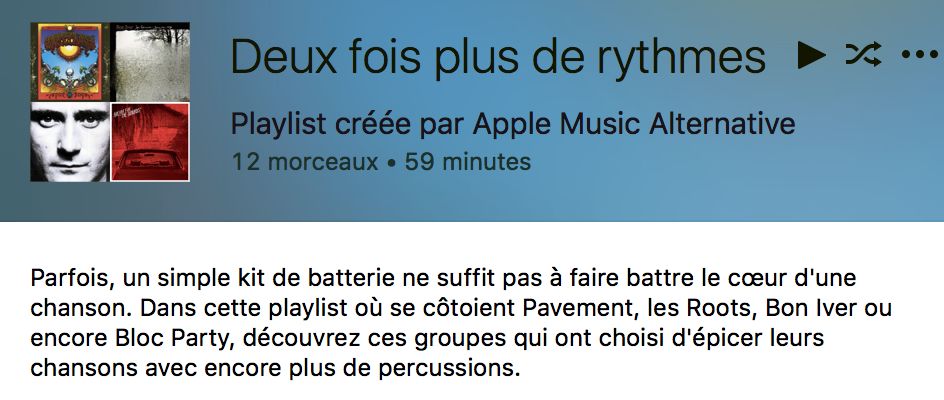 Deux fois plus de rythmes
Playlist créée par Apple Music Alternative
12 morceaux • 59 minutes
Parfois, un simple kit de batterie ne suffit pas à faire battre le cœur d'une
chanson. Dans cette playlist où se côtoient Pavement, les Roots, Bon Iver ou
encore Bloc Party, découvrez ces groupes qui ont choisi d'épicer leurs
chansons avec encore plus de percussions.